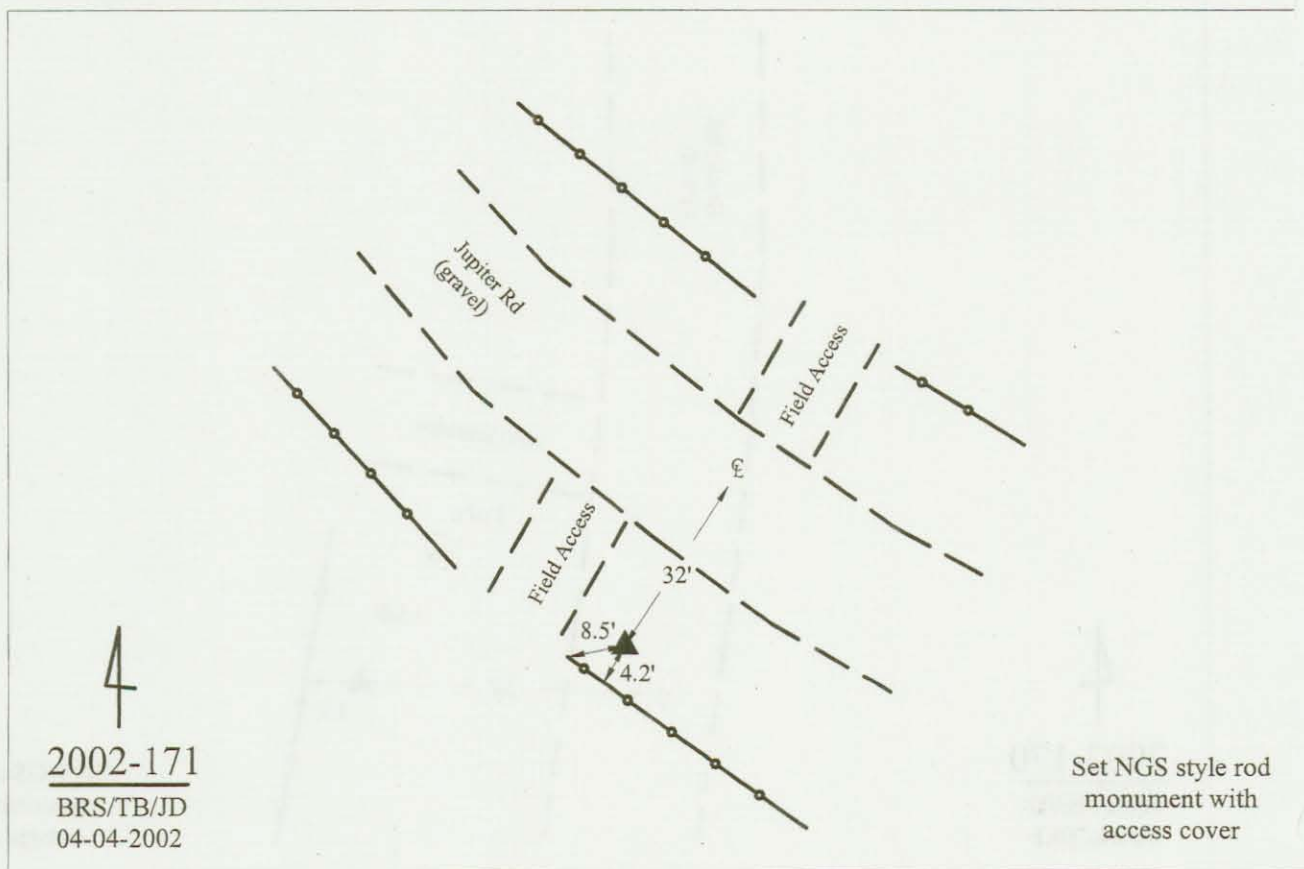 Jupiter Rd
(gravel)
Field Access
℄
Field Access
32'
8.5'
4.2'
2002-171
BRS/TB/JD
04-04-2002
Set NGS style rod
monument with
access cover